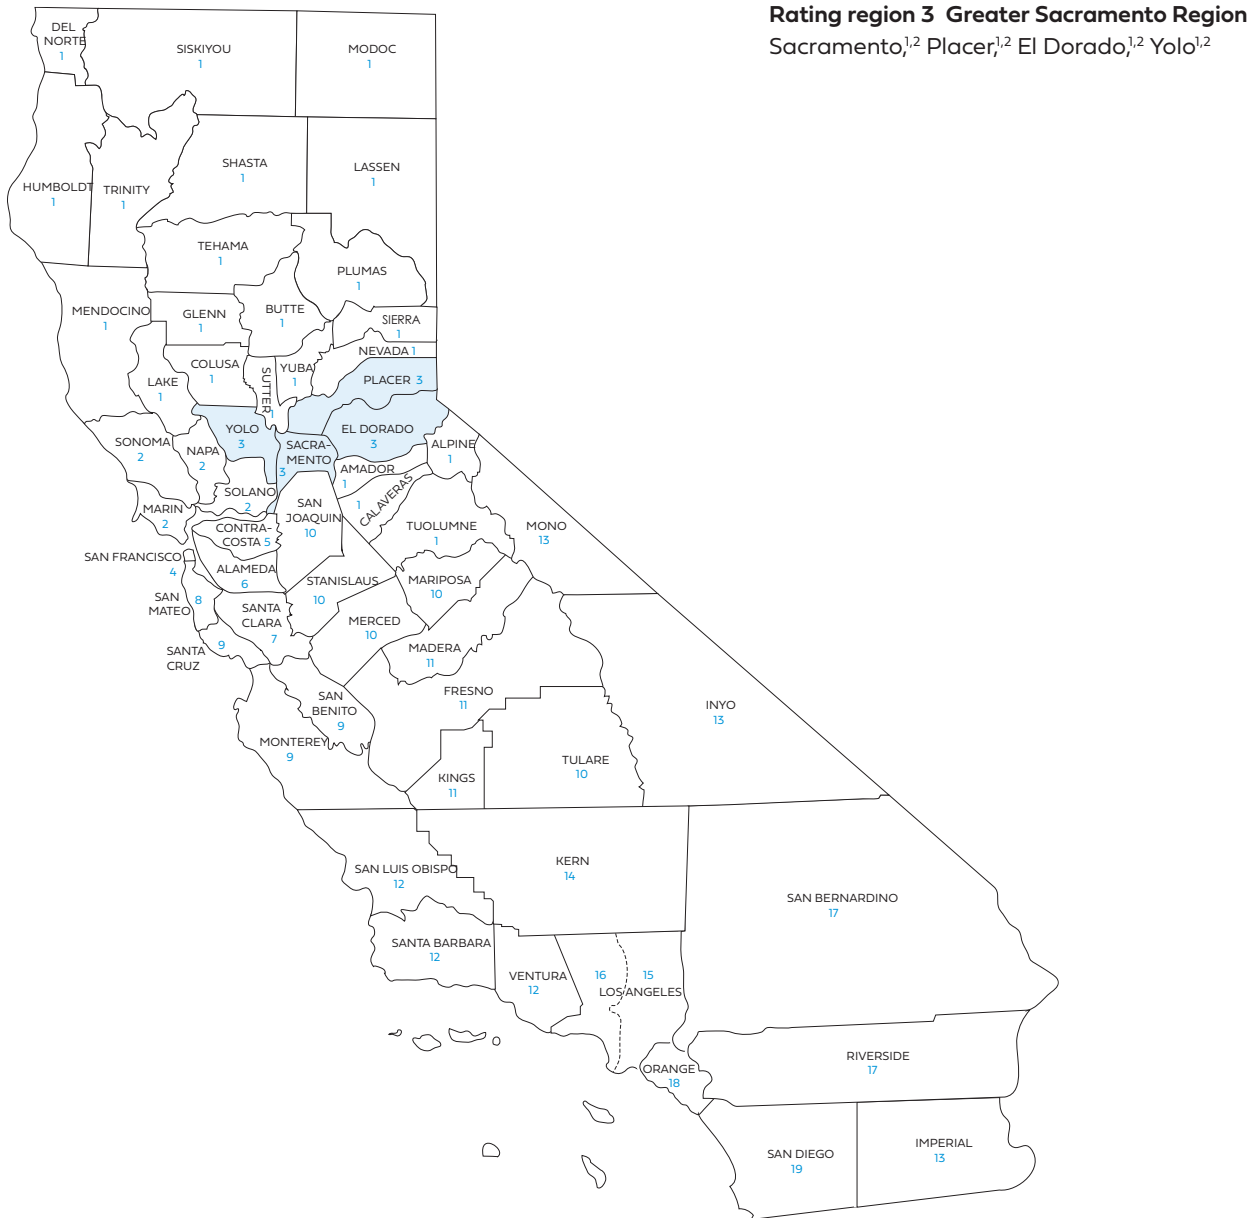 Rating region 3 Greater Sacramento Region
Sacramento,1,2 Placer,1,2 El Dorado,1,2 Yolo1,2
DEL
NORTE
1
SISKIYOU
1
MODOC
1
HUMBOLDT
1
TRINITY
1
SHASTA
1
LASSEN
1
TEHAMA
1
PLUMAS
1
MENDOCINO
1
GLENN
1
BUTTE
1
SIERRA
1
NEVADA 1
COLUSA
1
SUTTER
1
YUBA
1
PLACER 3
LAKE
1
YOLO
3
EL DORADO
3
SONOMA
2
NAPA
2
SACRA-
MENTO
3
ALPINE
1
AMADOR
1
SOLANO
2
CALAVERAS
1
MARIN
2
SAN
JOAQUIN
10
CONTRA-
COSTA 5
TUOLUMNE
1
MONO
13
SAN FRANCISCO
4
ALAMEDA
6
STANISLAUS
10
MARIPOSA
10
SAN
MATEO
8
SANTA
CLARA
7
MERCED
10
SANTA
CRUZ
9
MADERA
11
FRESNO
11
SAN
BENITO
9
INYO
13
MONTEREY
9
TULARE
10
KINGS
11
SAN LUIS OBISPO
12
KERN
14
SAN BERNARDINO
17
SANTA BARBARA
12
VENTURA
12
16 15
LOS ANGELES
RIVERSIDE
17
ORANGE
18
SAN DIEGO
19
IMPERIAL
13